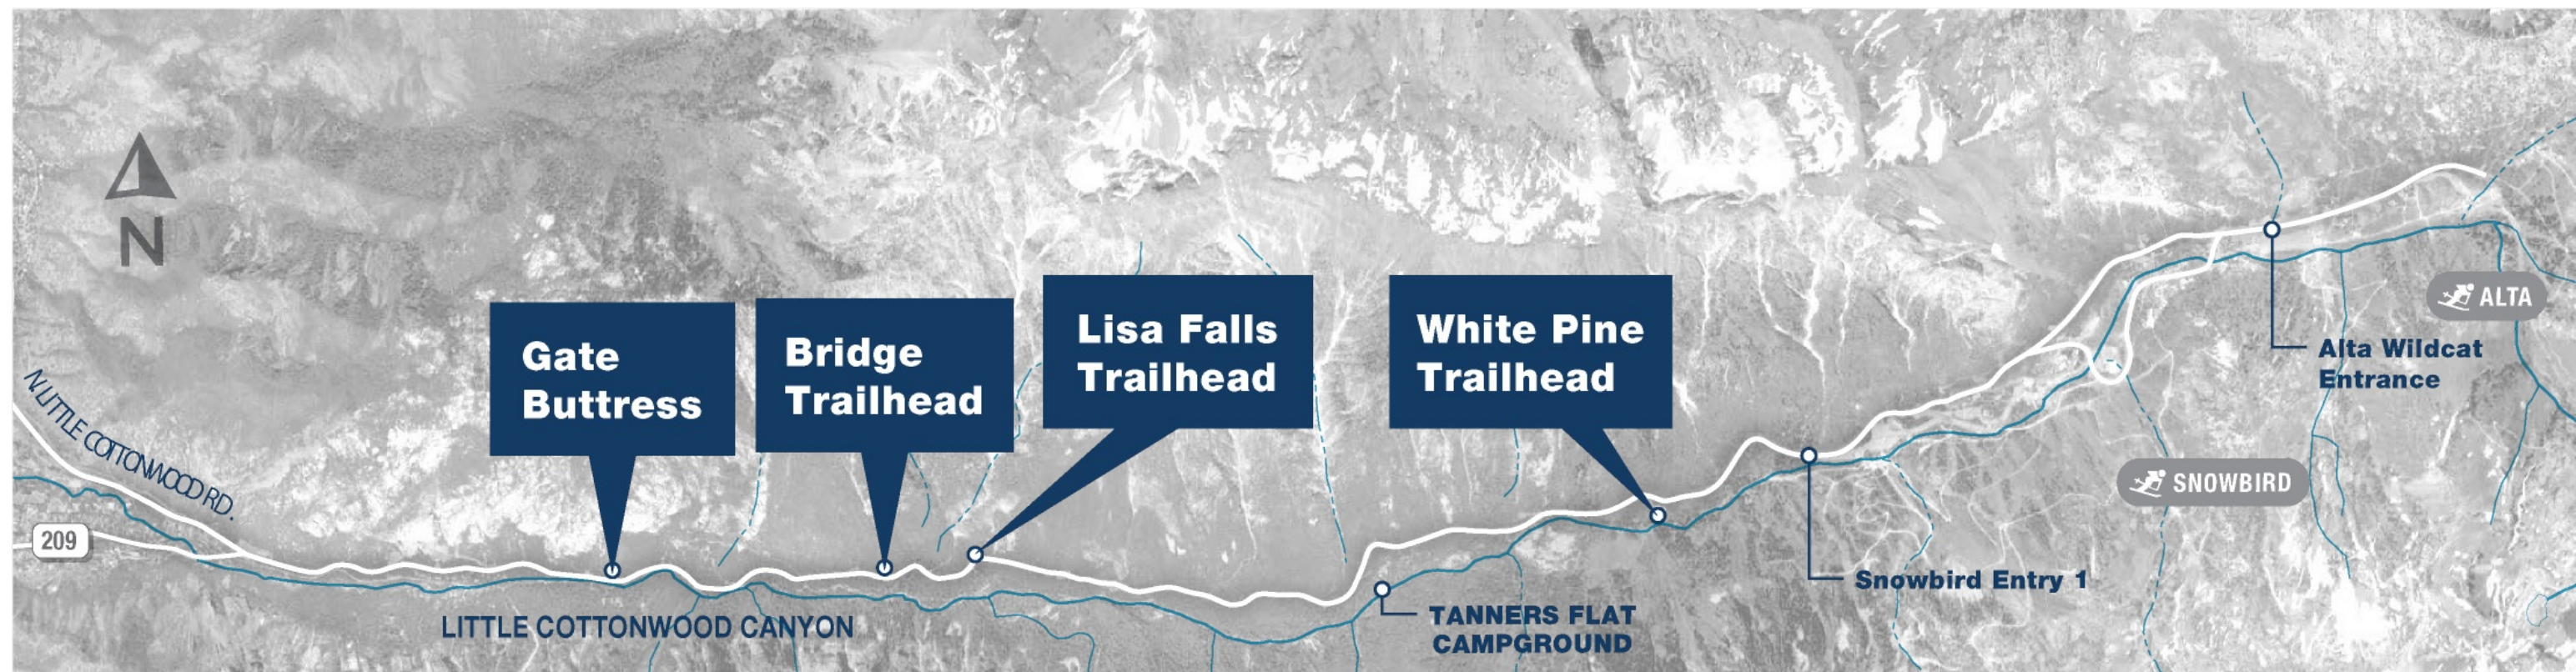 N
N LITTLE COTTONWOOD RD.
209
Gate
Buttress
Bridge
Trailhead
Lisa Falls
Trailhead
White Pine
Trailhead
LITTLE COTTONWOOD CANYON
TANNERS FLAT
CAMPGROUND
Snowbird Entry 1
SNOWBIRD
ALTA
Alta Wildcat
Entrance